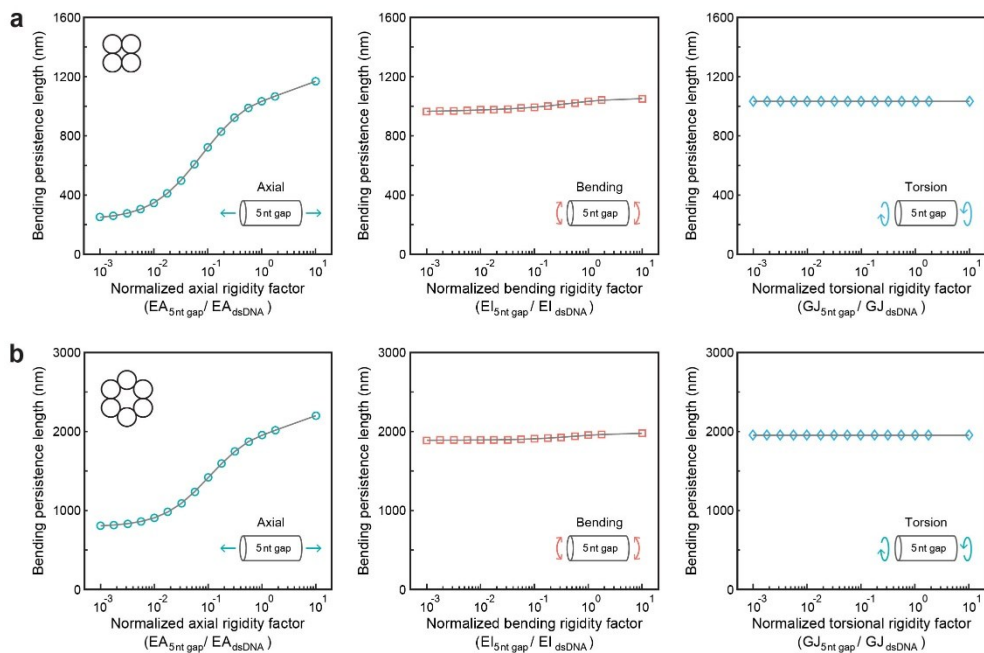 a
1600
1200
800
400
0
Bending persistence length (nm)
Axial
5nt gap
10⁻³
10⁻²
10⁻¹
10⁰
10¹
Normalized axial rigidity factor
(EA5nt gap / EAdsDNA)
1600
1200
800
400
0
Bending persistence length (nm)
Bending
5nt gap
10⁻³
10⁻²
10⁻¹
10⁰
10¹
Normalized bending rigidity factor
(EI5nt gap / EIdsDNA)
1600
1200
800
400
0
Bending persistence length (nm)
Torsion
5nt gap
10⁻³
10⁻²
10⁻¹
10⁰
10¹
Normalized torsional rigidity factor
(GJ5nt gap / GJdsDNA)
b
3000
2000
1000
0
Bending persistence length (nm)
Axial
5nt gap
10⁻³
10⁻²
10⁻¹
10⁰
10¹
Normalized axial rigidity factor
(EA5nt gap / EAdsDNA)
3000
2000
1000
0
Bending persistence length (nm)
Bending
5nt gap
10⁻³
10⁻²
10⁻¹
10⁰
10¹
Normalized bending rigidity factor
(EI5nt gap / EIdsDNA)
3000
2000
1000
0
Bending persistence length (nm)
Torsion
5nt gap
10⁻³
10⁻²
10⁻¹
10⁰
10¹
Normalized torsional rigidity factor
(GJ5nt gap / GJdsDNA)